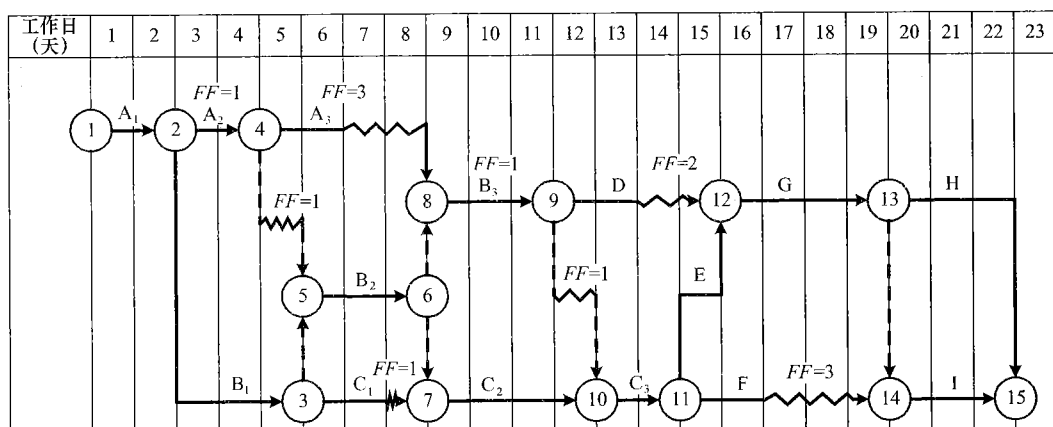 工作日
(天) 1 2 3 4 5 6 7 8 9 10 11 12 13 14 15 16 17 18 19 20 21 22 23
FF=1 FF=3
1 A₁ 2 A₂ 4 A₃
FF=1 FF=2
8 B₃ 9 D 12 G 13 H
FF=1
FF=1
E
5 B₂ 6
FF=1 FF=3
B₁ 3 C₁ 7 C₂ 10 C₃ 11 F 14 I 15